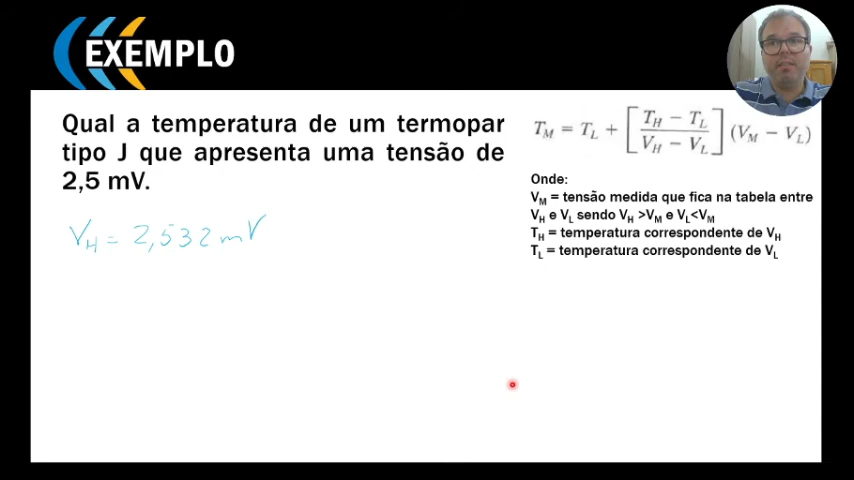 EXEMPLO
Qual a temperatura de um termopar
tipo J que apresenta uma tensão de
2,5 mV.
V_H = 2,532 mV
T_M = T_L + [ (T_H − T_L) / (V_H − V_L) ] (V_M − V_L)
Onde:
V_M = tensão medida que fica na tabela entre
V_H e V_L sendo V_H >V_M e V_L<V_M
T_H = temperatura correspondente de V_H
T_L = temperatura correspondente de V_L